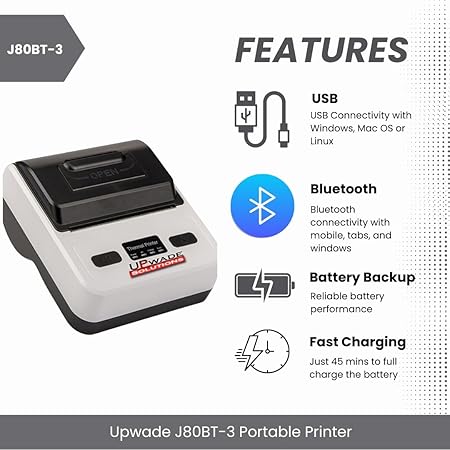 J80BT-3
FEATURES
USB
USB Connectivity with
Windows, Mac OS or
Linux
Bluetooth
Bluetooth
connectivity with
mobile, tabs, and
windows
Battery Backup
Reliable battery
performance
Fast Charging
Just 45 mins to full
charge the battery
OPEN
Thermal Printer
UPWADE
SOLUTIONS
Upwade J80BT-3 Portable Printer